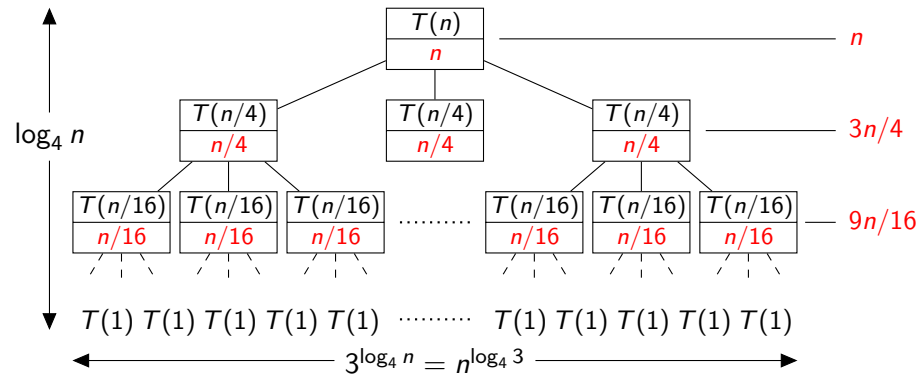 T(n)
n
n
T(n/4) T(n/4) T(n/4)
log₄ n
n/4 n/4 n/4
3n/4
T(n/16) T(n/16) T(n/16) ·········· T(n/16) T(n/16) T(n/16)
n/16 n/16 n/16 n/16 n/16 n/16
9n/16
T(1) T(1) T(1) T(1) T(1) ·········· T(1) T(1) T(1) T(1) T(1)
3^{log₄ n} = n^{log₄ 3}